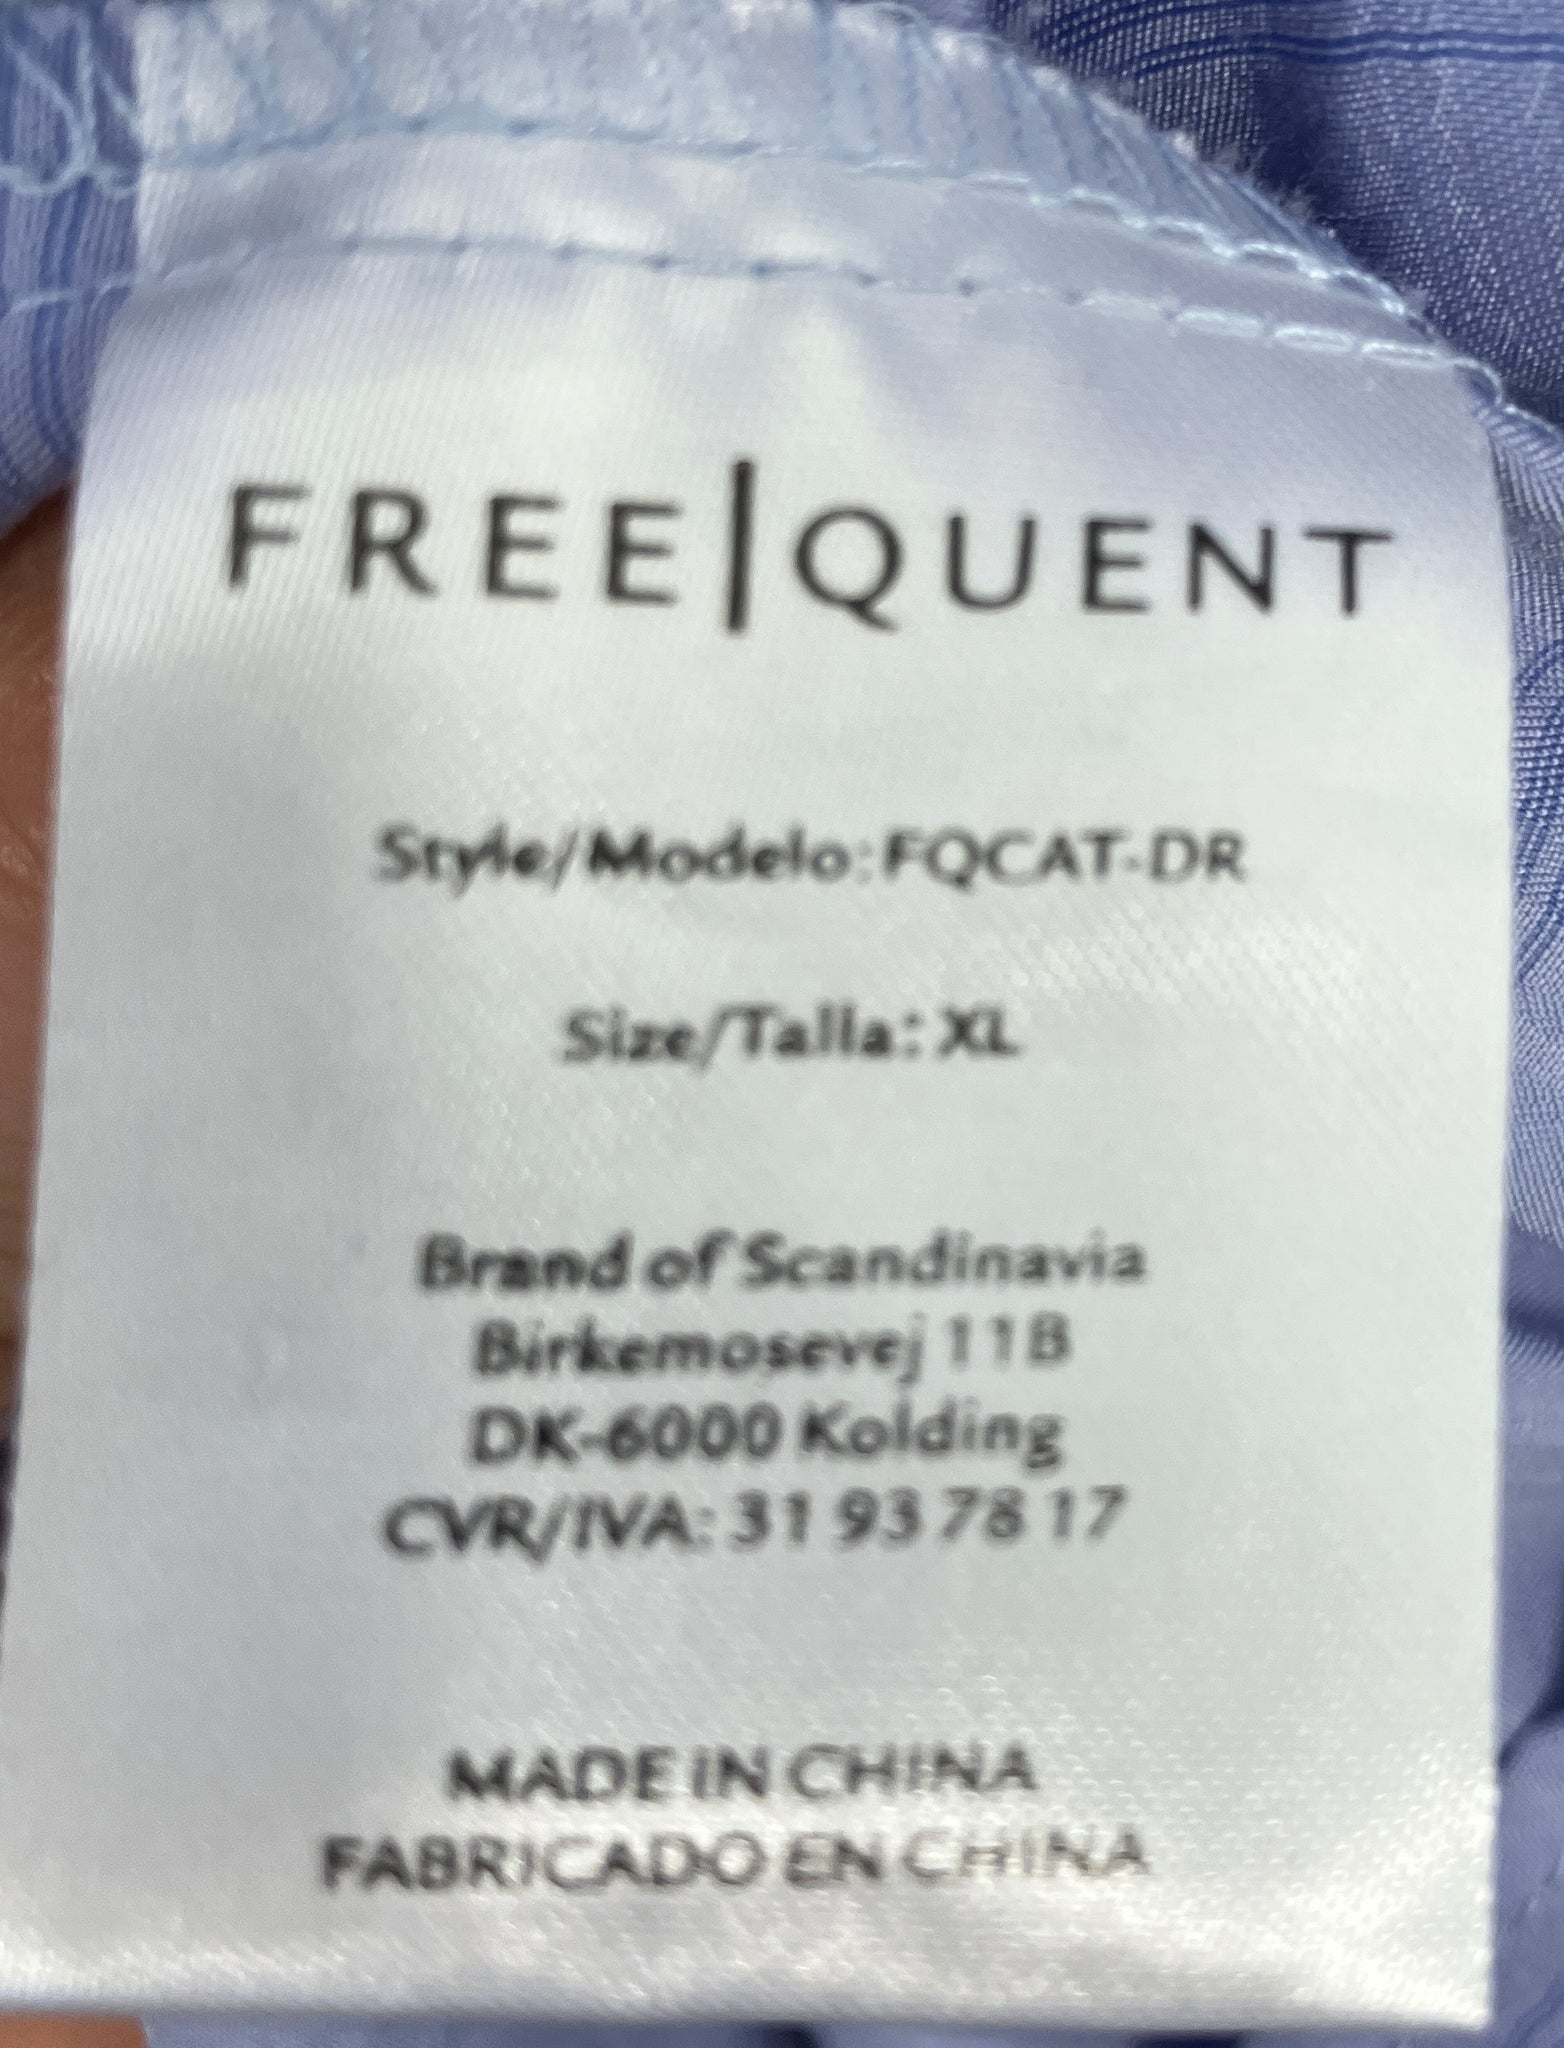 FREE|QUENT
Style/Modelo: FQCAT-DR
Size/Talla: XL
Brand of Scandinavia
Birkemosevej 11B
DK-6000 Kolding
CVR/IVA: 31 93 78 17
MADE IN CHINA
FABRICADO EN CHINA